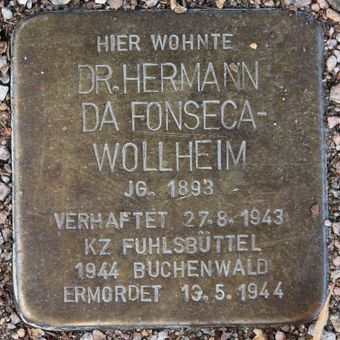 HIER WOHNTE
DR. HERMANN
DA FONSECA-
WOLLHEIM
JG. 1893
VERHAFTET 27.8.1943
KZ FUHLSBÜTTEL
1944 BUCHENWALD
ERMORDET 13.5.1944